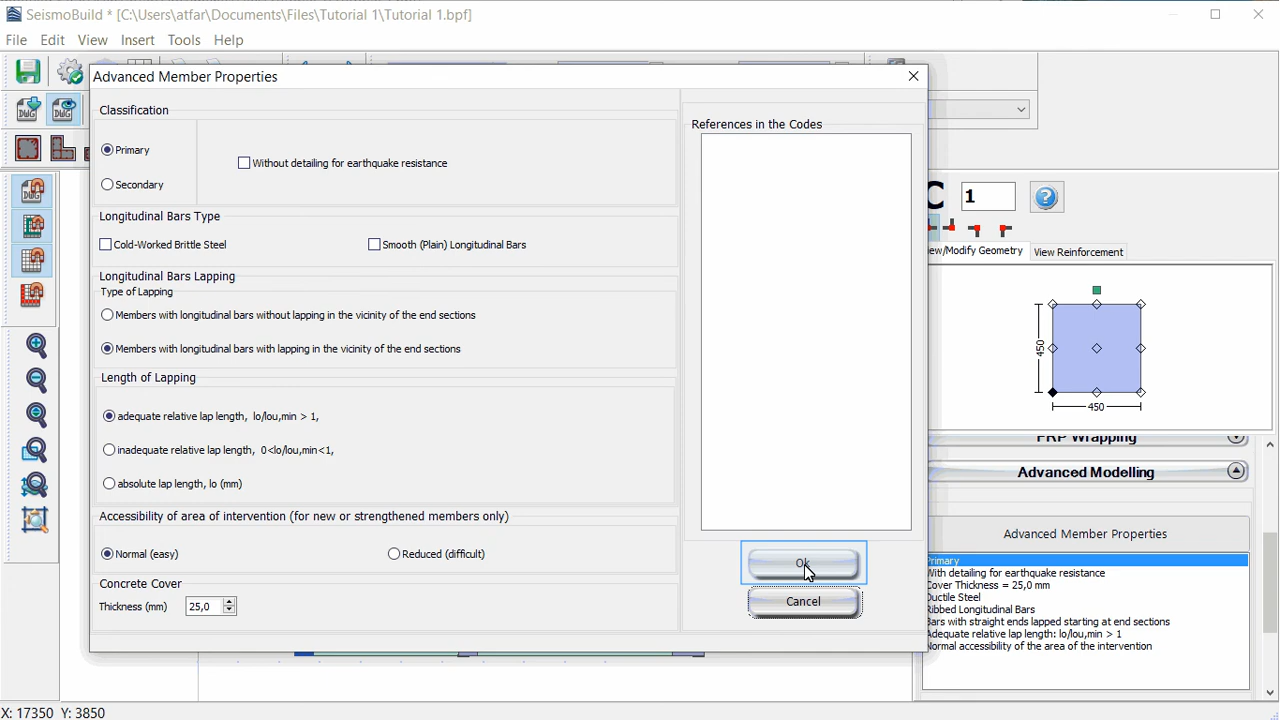 SeismoBuild * [C:\Users\atfar\Documents\Files\Tutorial 1\Tutorial 1.bpf]
File Edit View Insert Tools Help
Advanced Member Properties
Classification
Primary
Without detailing for earthquake resistance
Secondary
Longitudinal Bars Type
Cold-Worked Brittle Steel
Smooth (Plain) Longitudinal Bars
Longitudinal Bars Lapping
Type of Lapping
Members with longitudinal bars without lapping in the vicinity of the end sections
Members with longitudinal bars with lapping in the vicinity of the end sections
Length of Lapping
adequate relative lap length, lo/lou,min > 1,
inadequate relative lap length, 0<lo/lou,min<1,
absolute lap length, lo (mm)
Accessibility of area of intervention (for new or strengthened members only)
Normal (easy)
Reduced (difficult)
Concrete Cover
Thickness (mm) 25,0
References in the Codes
Ok
Cancel
DWG
DWG
DWG
C 1
ew/Modify Geometry
View Reinforcement
450
450
FRP Wrapping
Advanced Modelling
Advanced Member Properties
Primary
With detailing for earthquake resistance
Cover Thickness = 25,0 mm
Ductile Steel
Ribbed Longitudinal Bars
Bars with straight ends lapped starting at end sections
Adequate relative lap length: lo/lou,min > 1
Normal accessibility of the area of the intervention
X: 17350 Y: 3850